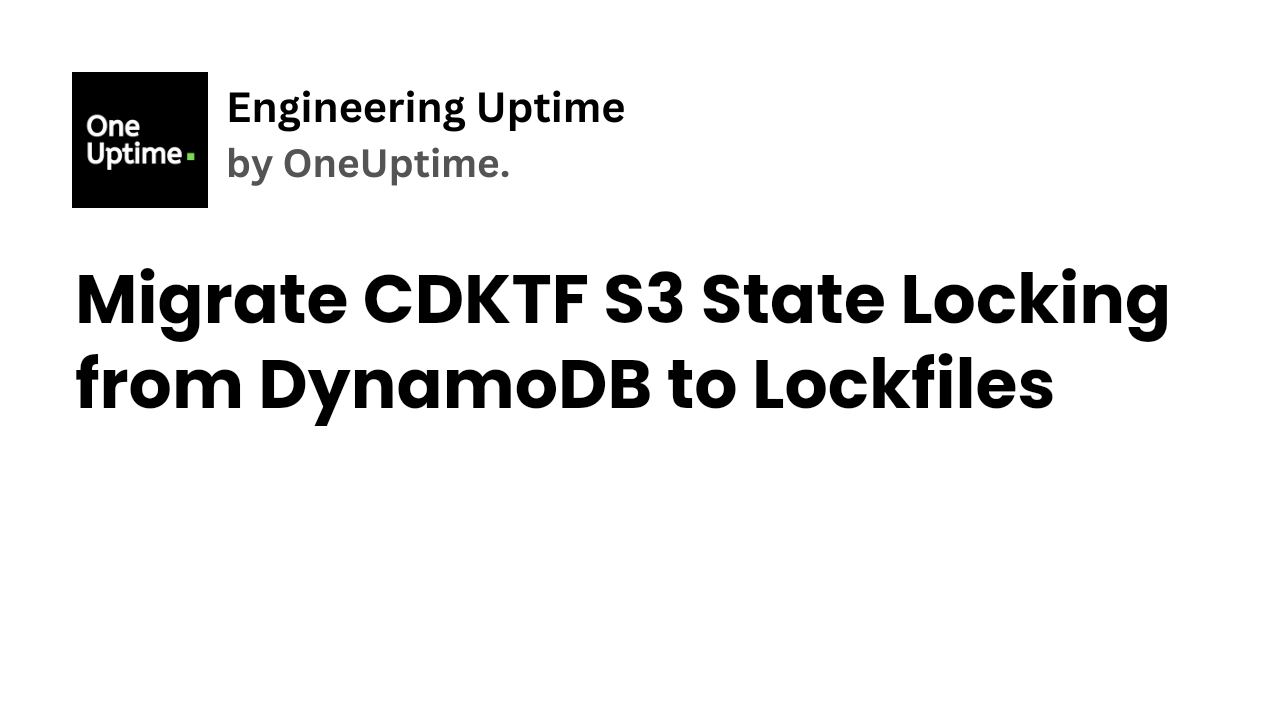 One
Uptime
Engineering Uptime
by OneUptime.
Migrate CDKTF S3 State Locking
from DynamoDB to Lockfiles